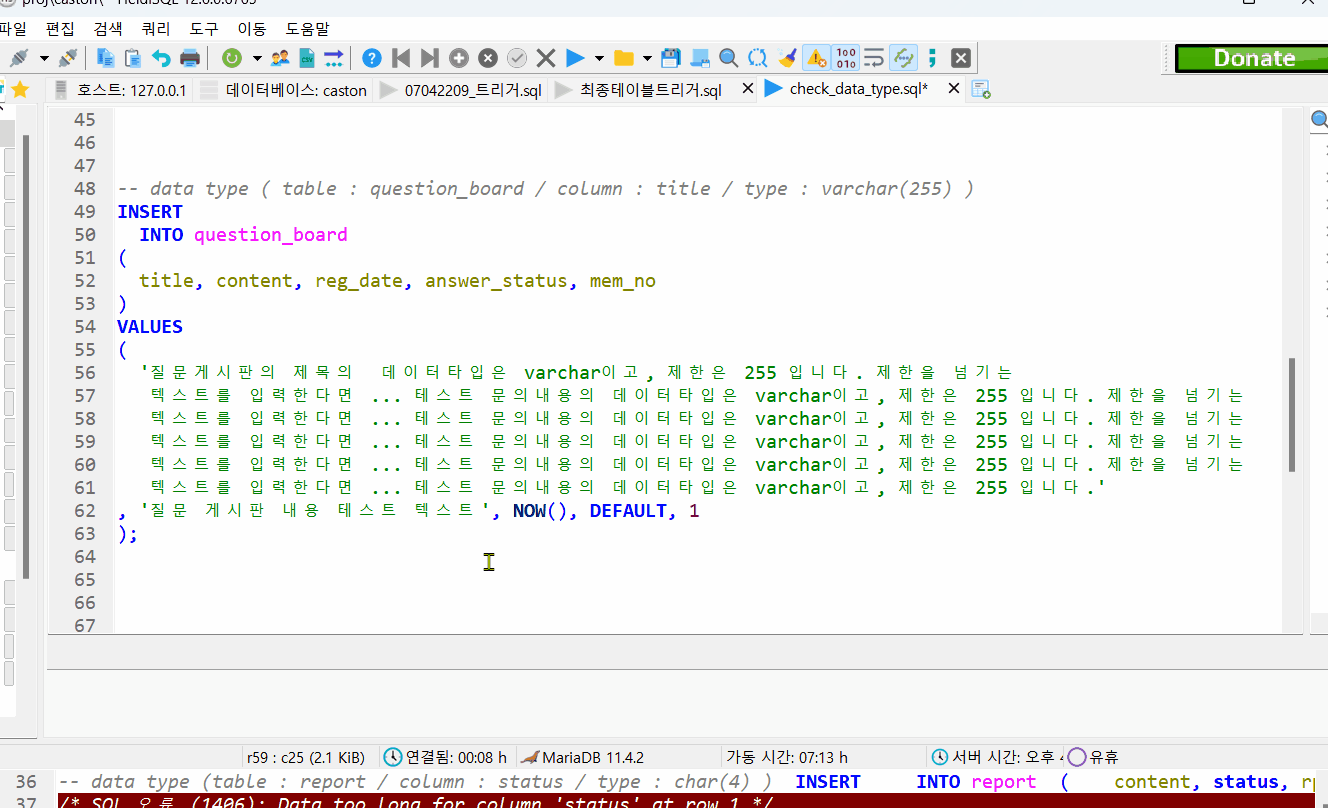 proj\caston\ - HeidiSQL 12.0.0.6765
파일 편집 검색 쿼리 도구 이동 도움말
Donate
호스트: 127.0.0.1 데이터베이스: caston 07042209_트리거.sql 최종테이블트리거.sql check_data_type.sql*
45
46
47
48 -- data type ( table : question_board / column : title / type : varchar(255) )
49 INSERT
50 INTO question_board
51 (
52 title, content, reg_date, answer_status, mem_no
53 )
54 VALUES
55 (
56 '질문게시판의 제목의 데이터타입은 varchar이고, 제한은 255 입니다. 제한을 넘기는
57 텍스트를 입력한다면 ... 테스트 문의내용의 데이터타입은 varchar이고, 제한은 255 입니다. 제한을 넘기는
58 텍스트를 입력한다면 ... 테스트 문의내용의 데이터타입은 varchar이고, 제한은 255 입니다. 제한을 넘기는
59 텍스트를 입력한다면 ... 테스트 문의내용의 데이터타입은 varchar이고, 제한은 255 입니다. 제한을 넘기는
60 텍스트를 입력한다면 ... 테스트 문의내용의 데이터타입은 varchar이고, 제한은 255 입니다. 제한을 넘기는
61 텍스트를 입력한다면 ... 테스트 문의내용의 데이터타입은 varchar이고, 제한은 255 입니다.'
62 , '질문 게시판 내용 테스트 텍스트', NOW(), DEFAULT, 1
63 );
64
65
66
67
r59 : c25 (2.1 KiB) 연결됨: 00:08 h MariaDB 11.4.2 가동 시간: 07:13 h 서버 시간: 오후 유휴
36 -- data type (table : report / column : status / type : char(4) ) INSERT INTO report ( content, status,
37 /* SQL 오류 (1406): Data too long for column 'status' at row 1 */